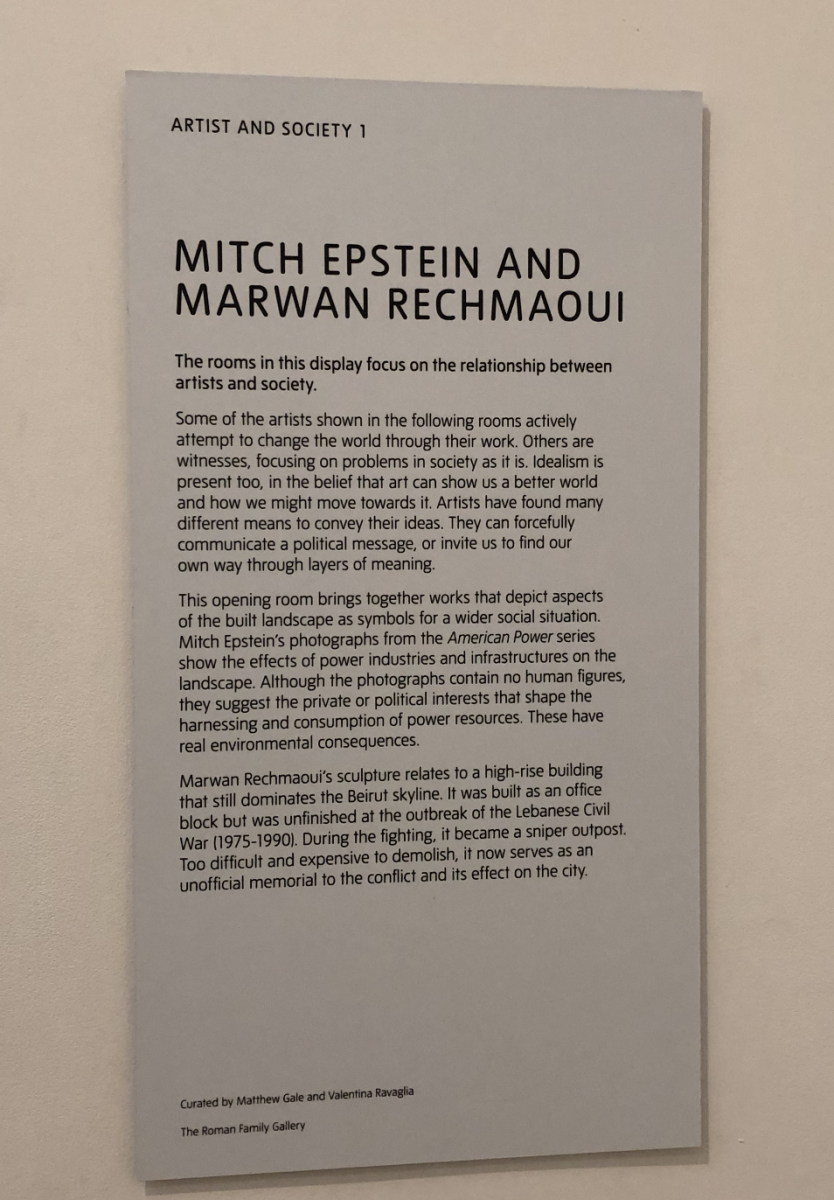 ARTIST AND SOCIETY 1
MITCH EPSTEIN AND
MARWAN RECHMAOUI
The rooms in this display focus on the relationship between
artists and society.
Some of the artists shown in the following rooms actively
attempt to change the world through their work. Others are
witnesses, focusing on problems in society as it is. Idealism is
present too, in the belief that art can show us a better world
and how we might move towards it. Artists have found many
different means to convey their ideas. They can forcefully
communicate a political message, or invite us to find our
own way through layers of meaning.
This opening room brings together works that depict aspects
of the built landscape as symbols for a wider social situation.
Mitch Epstein's photographs from the American Power series
show the effects of power industries and infrastructures on the
landscape. Although the photographs contain no human figures,
they suggest the private or political interests that shape the
harnessing and consumption of power resources. These have
real environmental consequences.
Marwan Rechmaoui's sculpture relates to a high-rise building
that still dominates the Beirut skyline. It was built as an office
block but was unfinished at the outbreak of the Lebanese Civil
War (1975-1990). During the fighting, it became a sniper outpost.
Too difficult and expensive to demolish, it now serves as an
unofficial memorial to the conflict and its effect on the city.
Curated by Matthew Gale and Valentina Ravaglia
The Roman Family Gallery